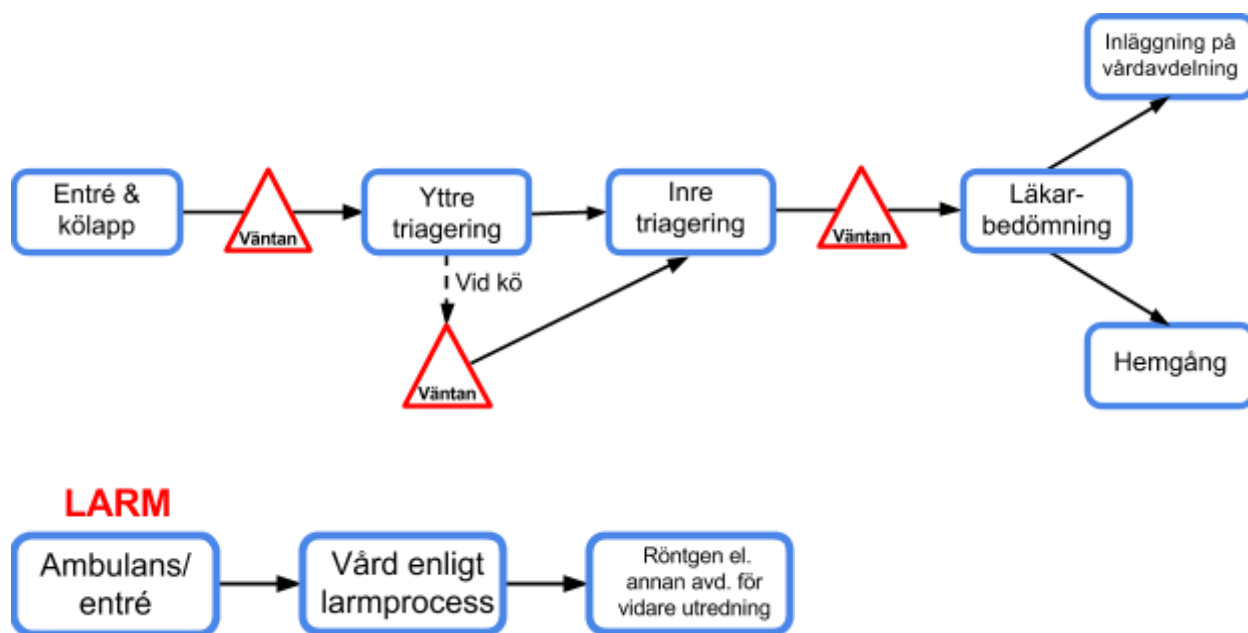 Inläggning på
vårdavdelning
Entré &
kölapp
Väntan
Yttre
triagering
Inre
triagering
Väntan
Läkar-
bedömning
Vid kö
Väntan
Hemgång
LARM
Ambulans/
entré
Vård enligt
larmprocess
Röntgen el.
annan avd. för
vidare utredning